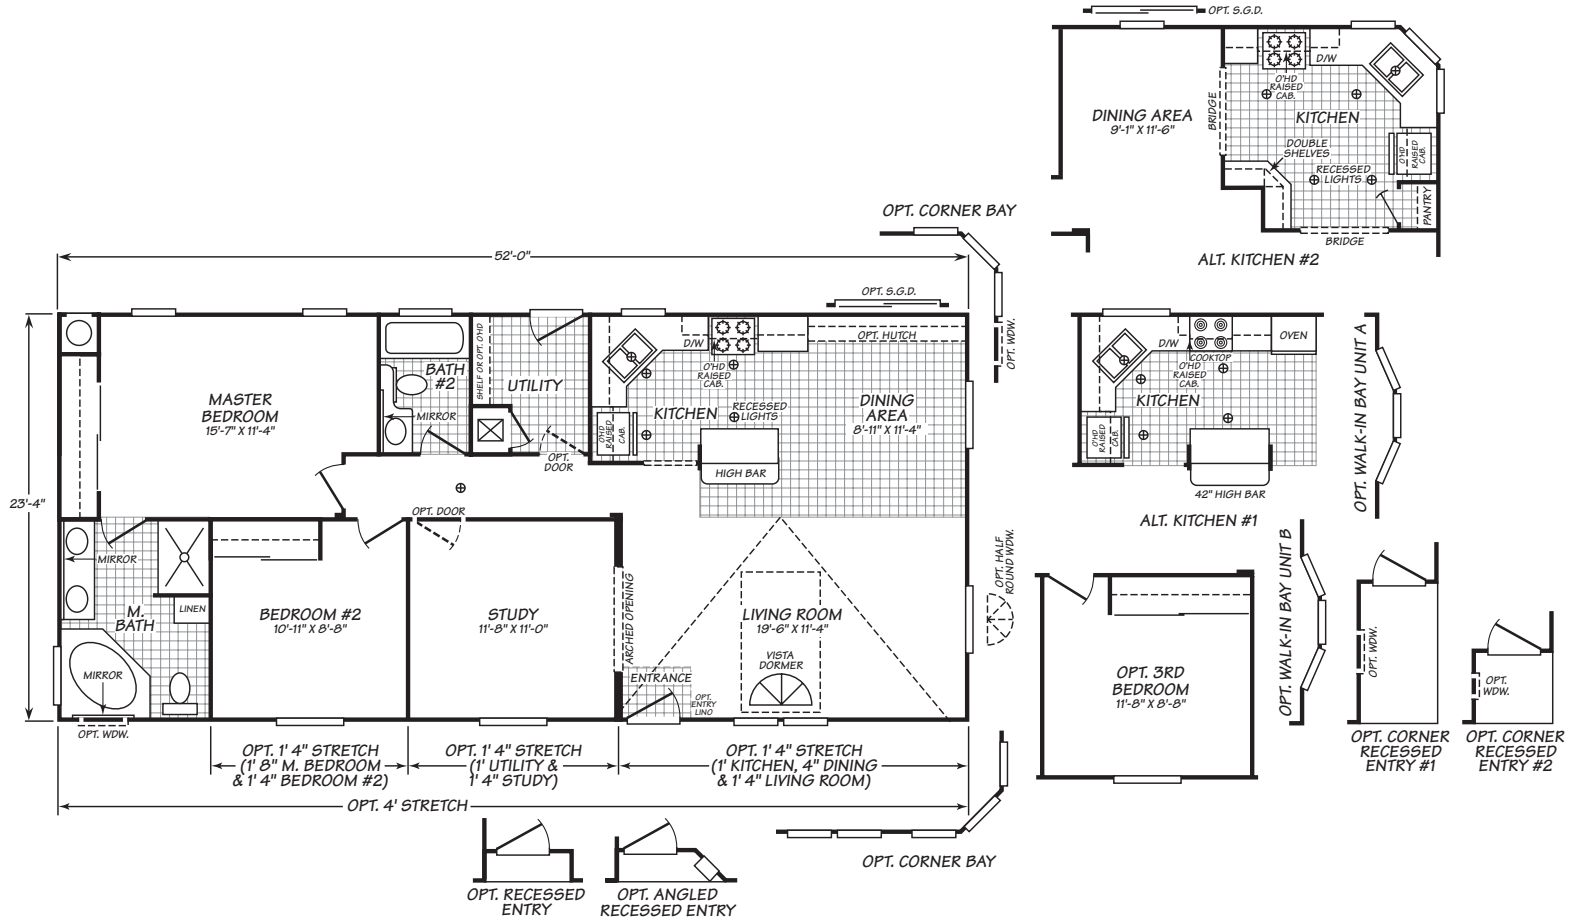 OPT. S.G.D.
D/W
O'HD
RAISED
CAB.
DINING AREA
9'-1" X 11'-6"
BRIDGE
KITCHEN
DOUBLE
SHELVES
O'HD
RAISED
CAB.
RECESSED
LIGHTS
PANTRY
BRIDGE
ALT. KITCHEN #2
OPT. CORNER BAY
52'-0"
OPT. S.G.D.
OPT. WDW.
23'-4"
MASTER
BEDROOM
15'-7" X 11'-4"
BATH
#2
MIRROR
SHELF OR OPT. O'HD
UTILITY
OPT.
DOOR
D/W
O'HD
RAISED
CAB.
OPT. HUTCH
KITCHEN
RECESSED
LIGHTS
O'HD
RAISED
CAB.
HIGH BAR
DINING
AREA
8'-11" X 11'-4"
OPT. DOOR
MIRROR
M.
BATH
LINEN
MIRROR
OPT. WDW.
BEDROOM #2
10'-11" X 8'-8"
STUDY
11'-8" X 11'-0"
ARCHED OPENING
ENTRANCE
OPT.
ENTRY
LINO
LIVING ROOM
19'-6" X 11'-4"
VISTA
DORMER
OPT. HALF
ROUND WDW.
D/W
COOKTOP
O'HD
RAISED
CAB.
OVEN
KITCHEN
O'HD
RAISED
CAB.
42" HIGH BAR
ALT. KITCHEN #1
OPT. WALK-IN BAY UNIT A
OPT. WALK-IN BAY UNIT B
OPT. 3RD
BEDROOM
11'-8" X 8'-8"
OPT. WDW.
OPT. CORNER
RECESSED
ENTRY #1
OPT.
WDW.
OPT. CORNER
RECESSED
ENTRY #2
OPT. 1' 4" STRETCH
(1' 8" M. BEDROOM
& 1' 4" BEDROOM #2)
OPT. 1' 4" STRETCH
(1' UTILITY &
1' 4" STUDY)
OPT. 1' 4" STRETCH
(1' KITCHEN, 4" DINING
& 1' 4" LIVING ROOM)
OPT. 4' STRETCH
OPT. CORNER BAY
OPT. RECESSED
ENTRY
OPT. ANGLED
RECESSED ENTRY